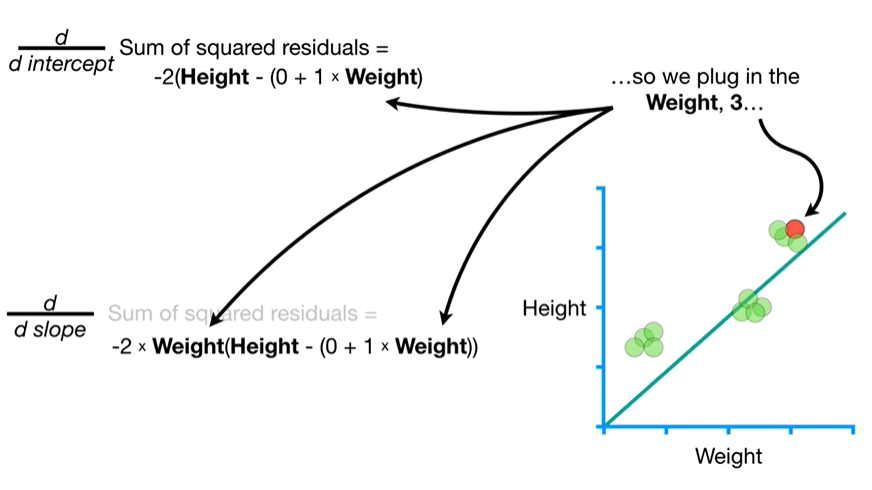 d
d intercept
Sum of squared residuals =
-2(Height - (0 + 1 × Weight)
...so we plug in the
Weight, 3...
d
d slope
Sum of squared residuals =
-2 × Weight(Height - (0 + 1 × Weight))
Height
Weight